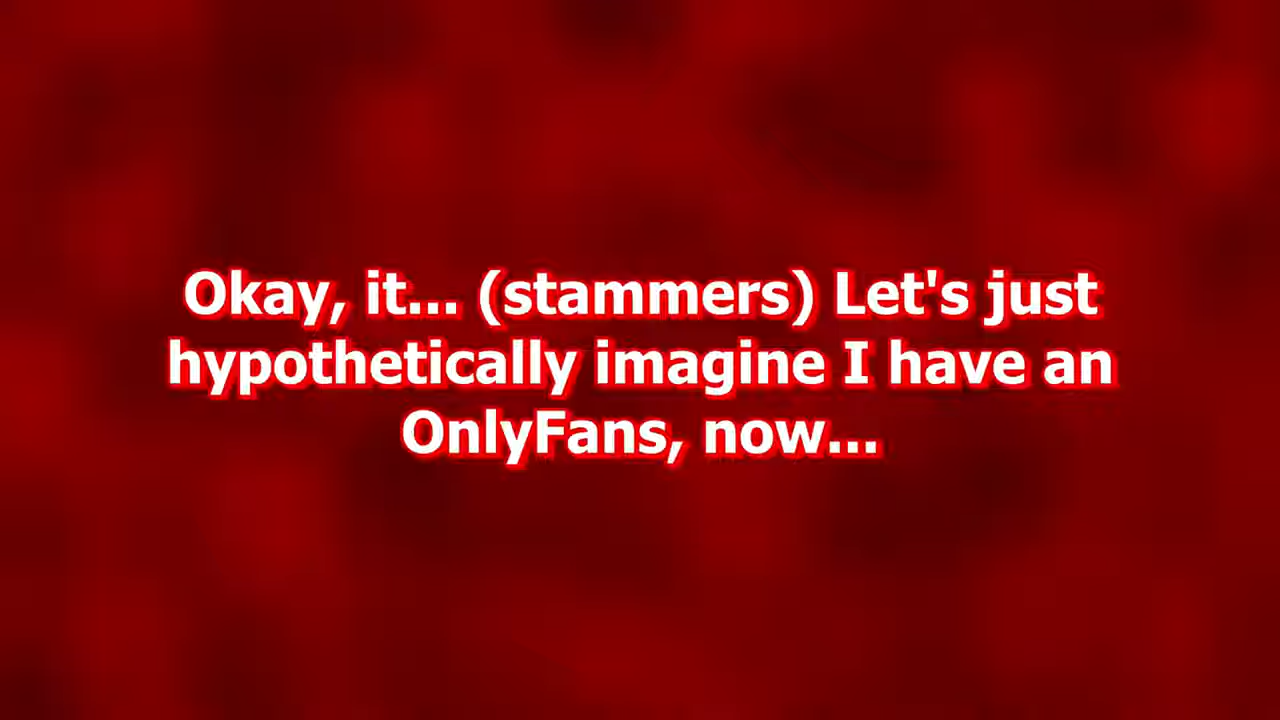 Okay, it... (stammers) Let's just
hypothetically imagine I have an
OnlyFans, now...